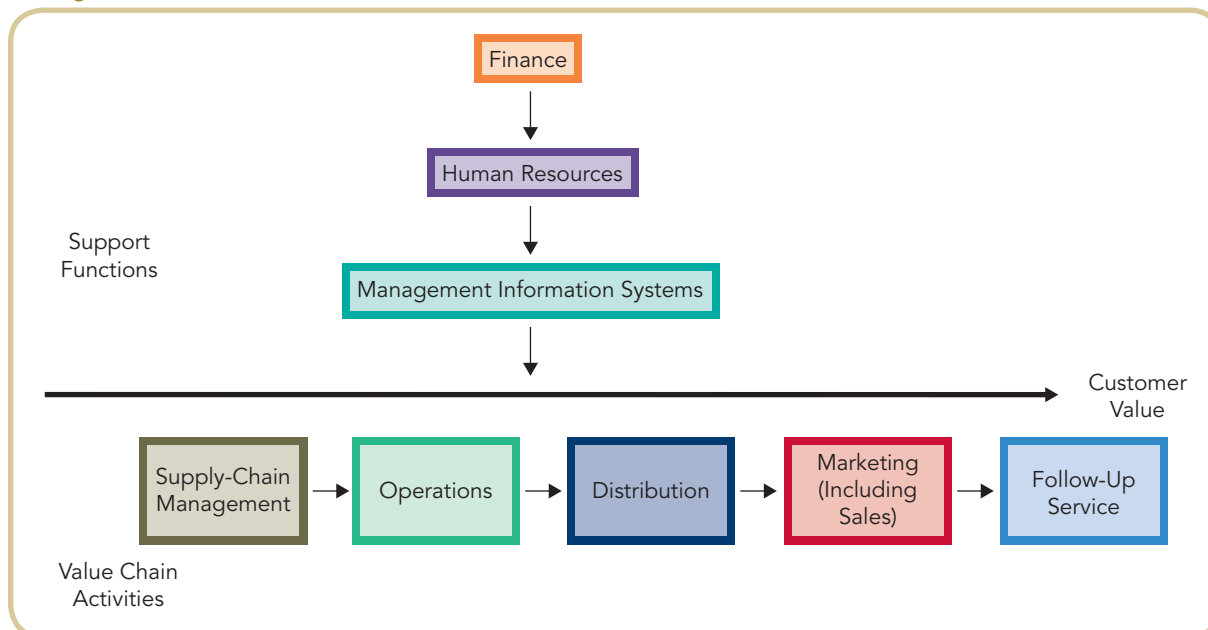 Finance
Human Resources
Support
Functions
Management Information Systems
Customer
Value
Supply-Chain
Management
Operations
Distribution
Marketing
(Including
Sales)
Follow-Up
Service
Value Chain
Activities